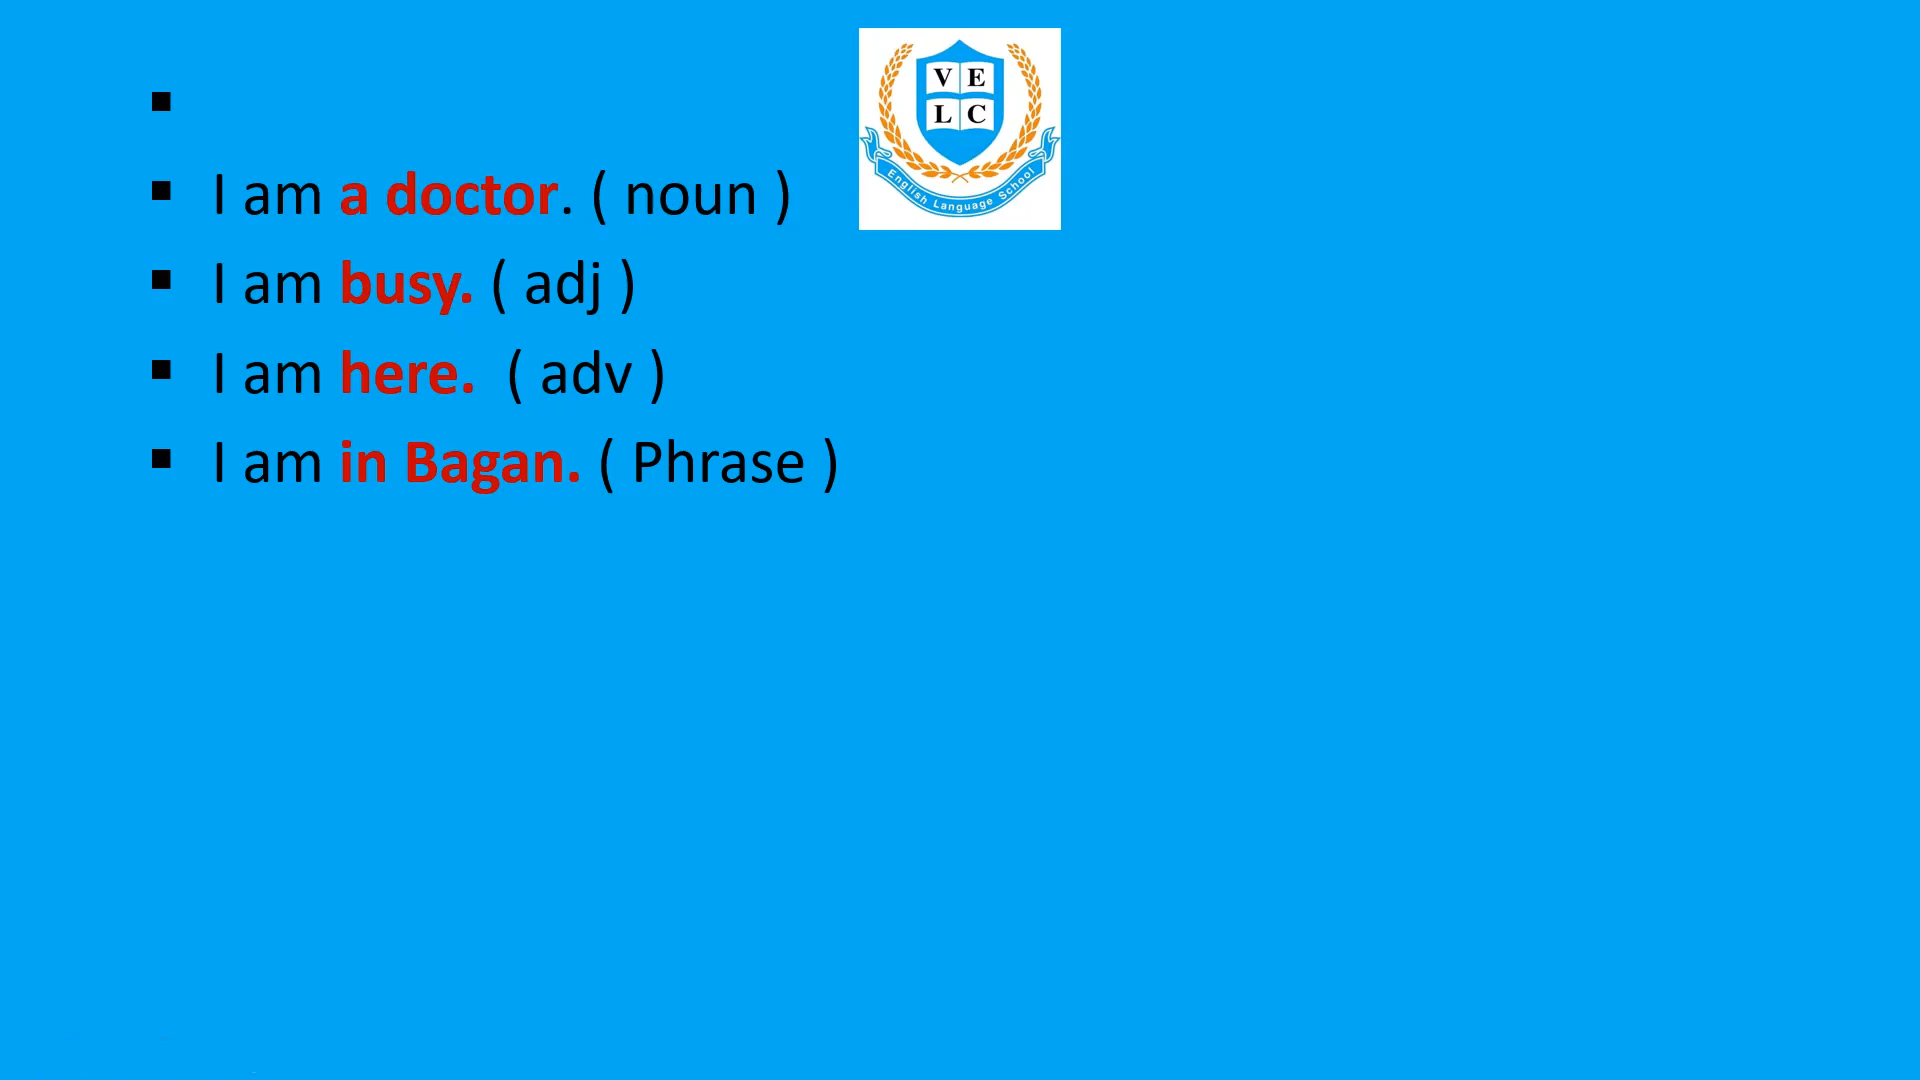 V E
L C
English Language School
▪
▪ I am a doctor. ( noun )
▪ I am busy. ( adj )
▪ I am here.  ( adv )
▪ I am in Bagan. ( Phrase )